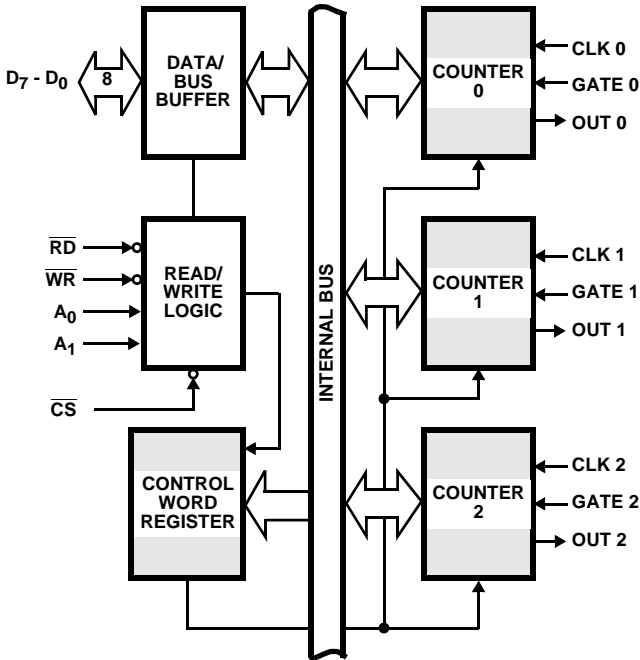 D7 - D0
8
DATA/
BUS
BUFFER
RD
WR
A0
A1
CS
READ/
WRITE
LOGIC
CONTROL
WORD
REGISTER
INTERNAL BUS
COUNTER
0
CLK 0
GATE 0
OUT 0
COUNTER
1
CLK 1
GATE 1
OUT 1
COUNTER
2
CLK 2
GATE 2
OUT 2